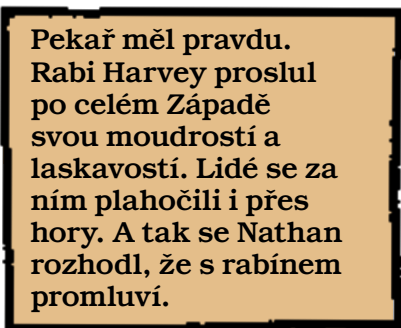 Pekař měl pravdu.
Rabi Harvey proslul
po celém Západě
svou moudrostí a
laskavostí. Lidé se za
ním plahočili i přes
hory. A tak se Nathan
rozhodl, že s rabínem
promluví.